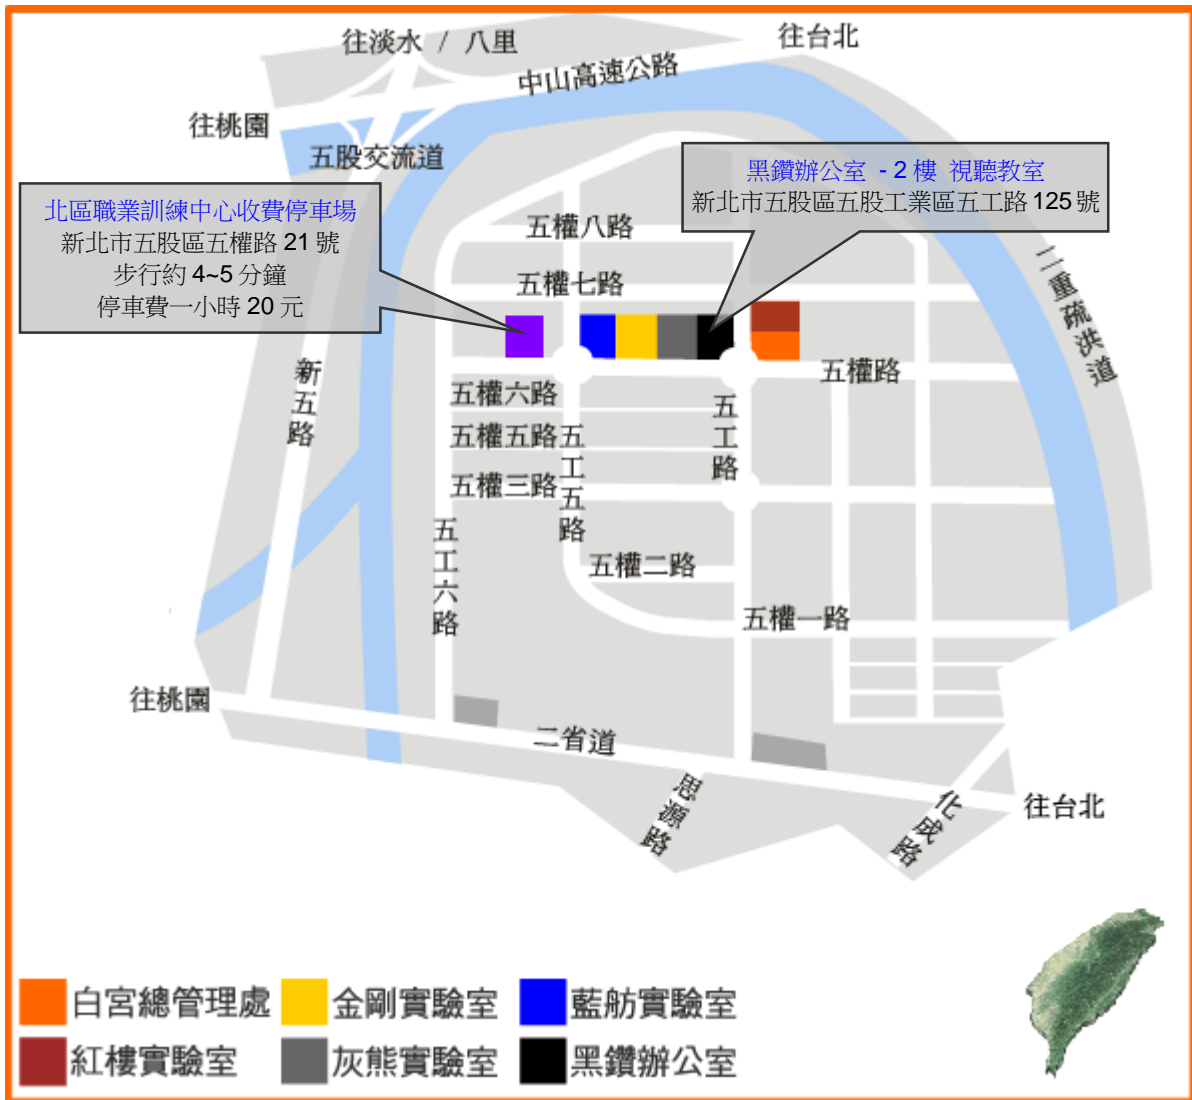 往淡水 / 八里
往台北
中山高速公路
往桃園
五股交流道
黑鑽辦公室 - 2 樓 視聽教室
新北市五股區五股工業區五工路 125 號
北區職業訓練中心收費停車場
新北市五股區五權路 21 號
步行約 4~5 分鐘
停車費一小時 20 元
五權八路
五權七路
二重疏洪道
新五路
五權路
五權六路
五工路
五權五路
五工五路
五權三路
五工六路
五權二路
五權一路
往桃園
二省道
思源路
化成路
往台北
白宮總管理處
金剛實驗室
藍舫實驗室
紅樓實驗室
灰熊實驗室
黑鑽辦公室